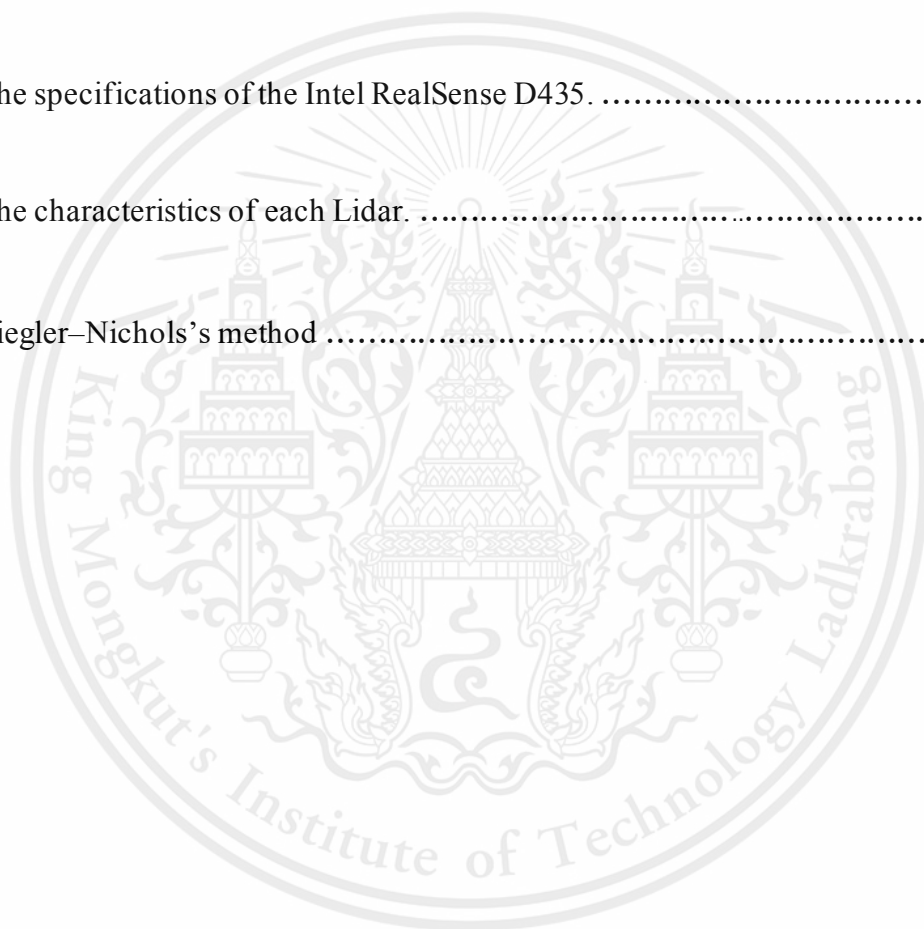 he specifications of the Intel RealSense D435. ……………………………
he characteristics of each Lidar. ………………………….………………….
iegler–Nichols’s method ……………………………………………………
King Mongkut's Institute of Technology Ladkrabang